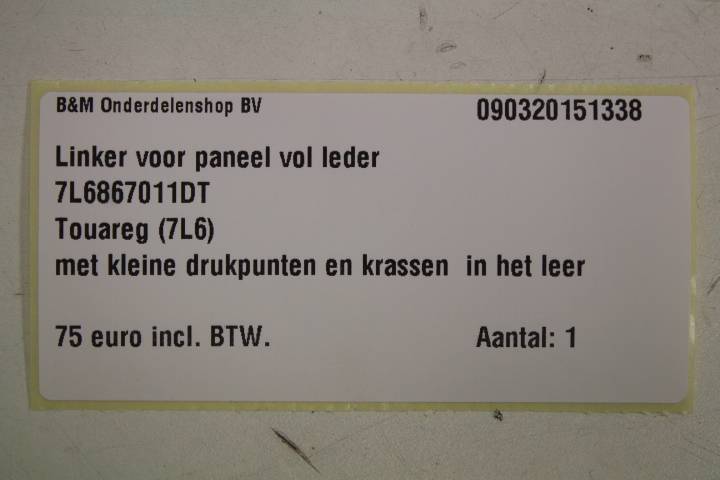 B&M Onderdelenshop BV 090320151338
Linker voor paneel vol leder
7L6867011DT
Touareg (7L6)
met kleine drukpunten en krassen in het leer
75 euro incl. BTW. Aantal: 1